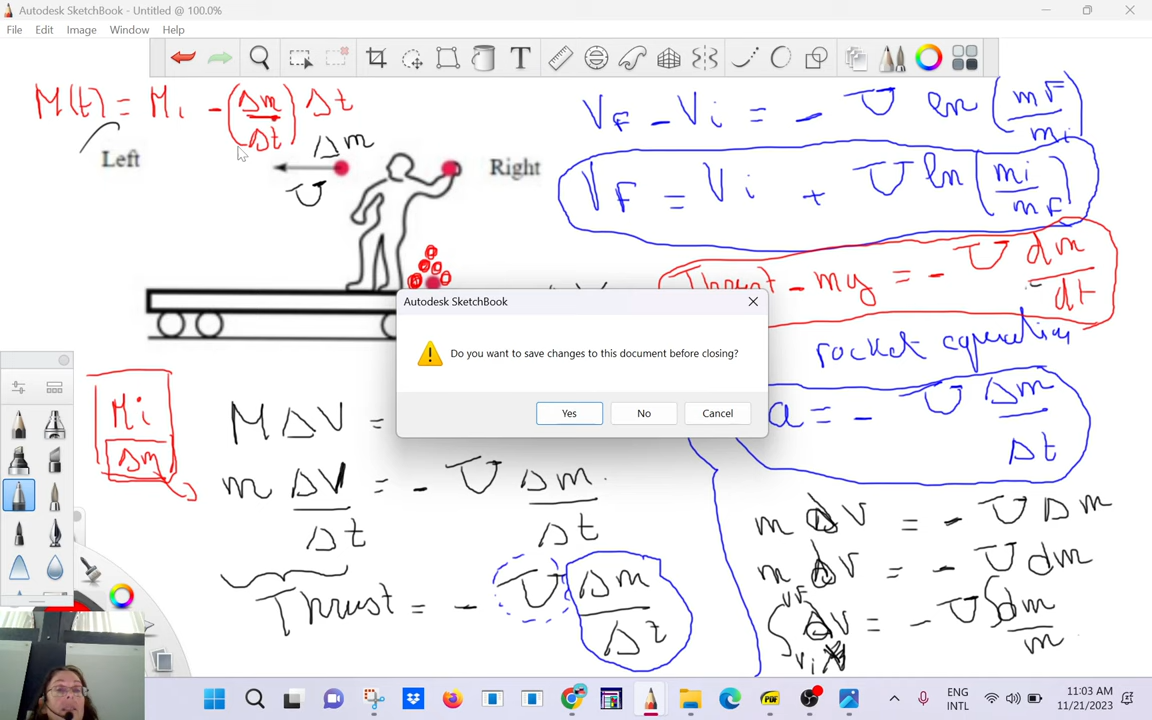 Autodesk SketchBook - Untitled @ 100.0%
File Edit Image Window Help
M(t) = Mi - (Δm/Δt) Δt
VF - Vi = - U ln (mF/mi)
Left
Δm
Right
U
VF = Vi + U ln (mi/mF)
Thrust - mg = - U dm/dt
Autodesk SketchBook
Do you want to save changes to this document before closing?
Yes No Cancel
rocket equation
a = - U Δm/Δt
Mi
Δm
M ΔV =
m ΔV/Δt = - U Δm/Δt
Thrust = - U Δm/Δt
m ΔV = - U Δm
m dV = - U dm
∫ dV = - U ∫ dm/m
VF
Vi
ENG
INTL
11:03 AM
11/21/2023